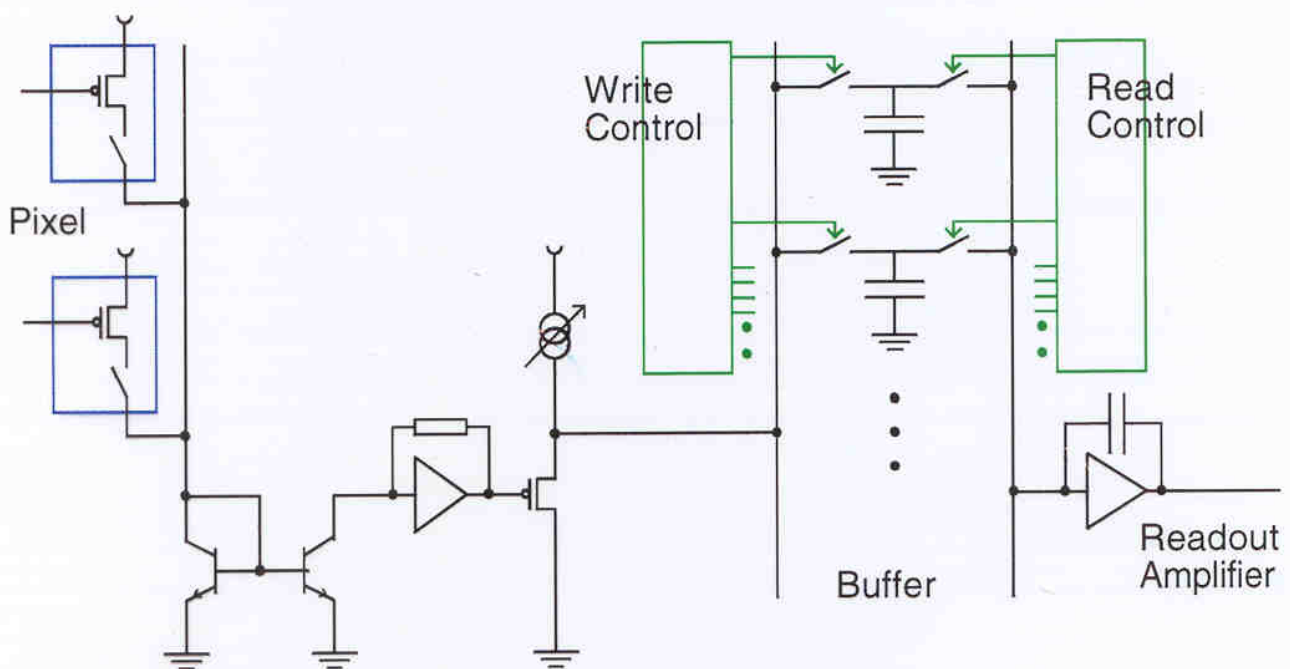 Write
Control
Read
Control
Pixel
Readout
Amplifier
Buffer